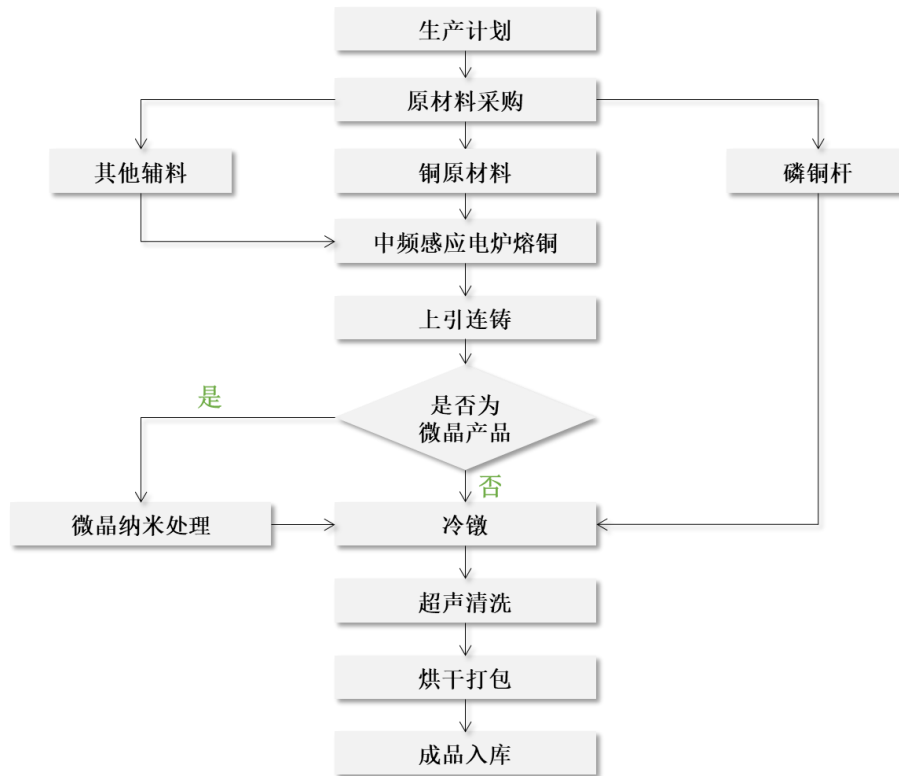 生产计划
原材料采购
其他辅料
铜原材料
磷铜杆
中频感应电炉熔铜
上引连铸
是
是否为
微晶产品
否
微晶纳米处理
冷镦
超声清洗
烘干打包
成品入库